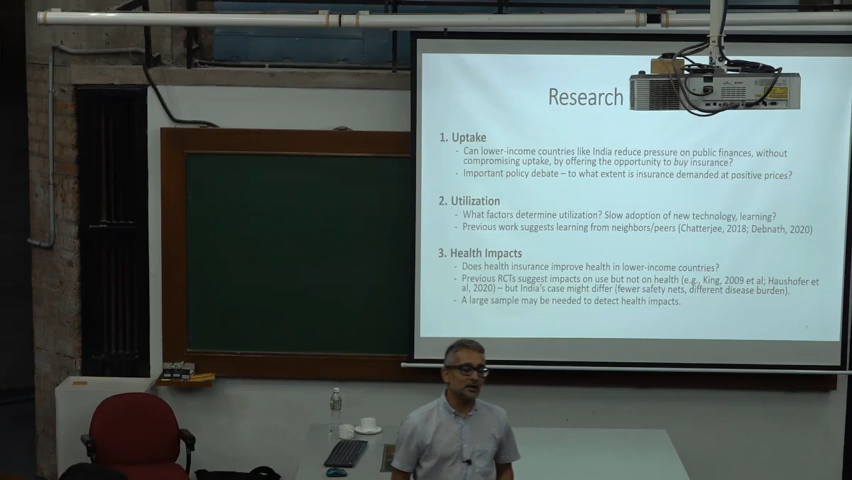 Research
1. Uptake
- Can lower-income countries like India reduce pressure on public finances, without
compromising uptake, by offering the opportunity to buy insurance?
- Important policy debate – to what extent is insurance demanded at positive prices?
2. Utilization
- What factors determine utilization? Slow adoption of new technology, learning?
- Previous work suggests learning from neighbors/peers (Chatterjee, 2018; Debnath, 2020)
3. Health Impacts
- Does health insurance improve health in lower-income countries?
- Previous RCTs suggest impacts on use but not on health (e.g., King, 2009 et al; Haushofer et
al, 2020) – but India's case might differ (fewer safety nets, different disease burden).
- A large sample may be needed to detect health impacts.